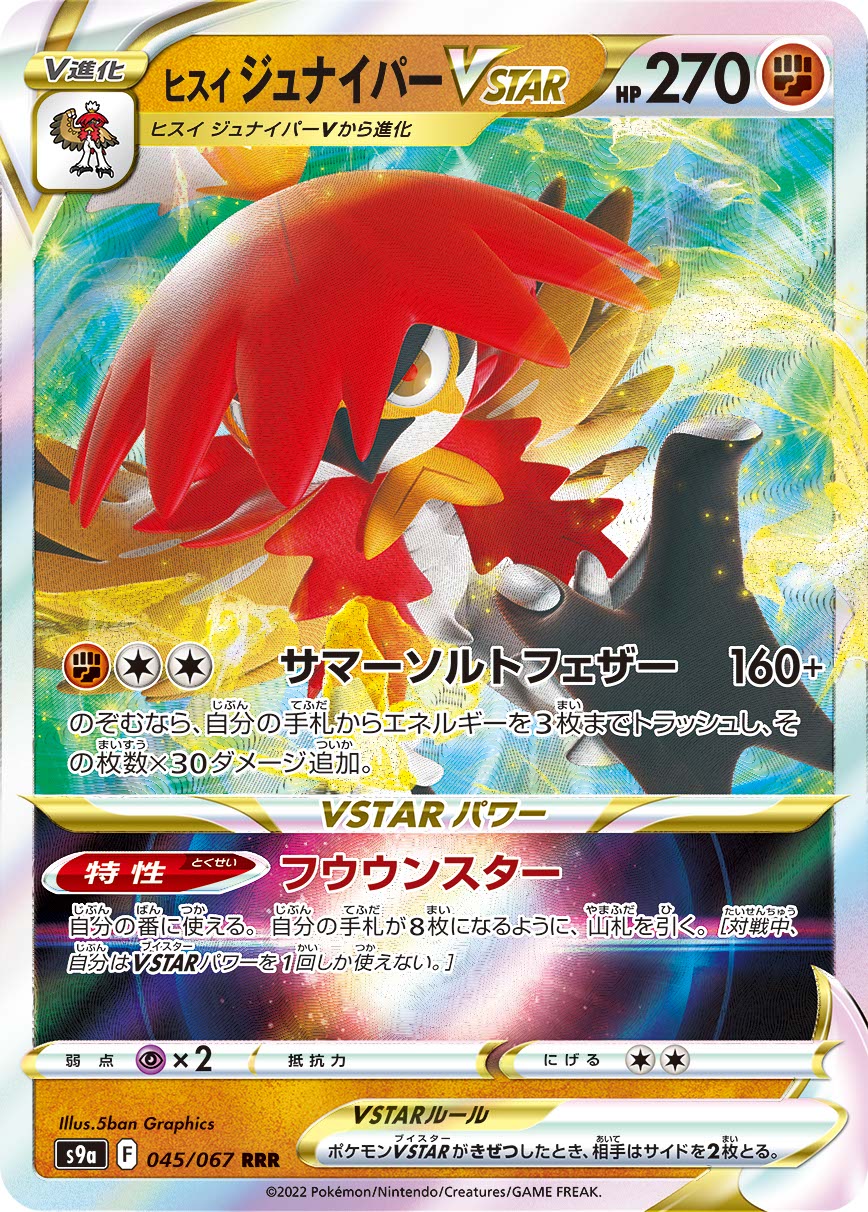 V進化
ヒスイ ジュナイパー VSTAR HP 270
ヒスイ ジュナイパーVから進化
サマーソルトフェザー 160+
のぞむなら、自分の手札からエネルギーを3枚までトラッシュし、そ
の枚数×30ダメージ追加。
VSTARパワー
特性 フウウンスター
自分の番に使える。自分の手札が8枚になるように、山札を引く。[対戦中、
自分はVSTARパワーを1回しか使えない。]
弱点 ×2 抵抗力 にげる
Illus.5ban Graphics
VSTARルール
ポケモンVSTARがきぜつしたとき、相手はサイドを2枚とる。
s9a F 045/067 RRR
©2022 Pokémon/Nintendo/Creatures/GAME FREAK.